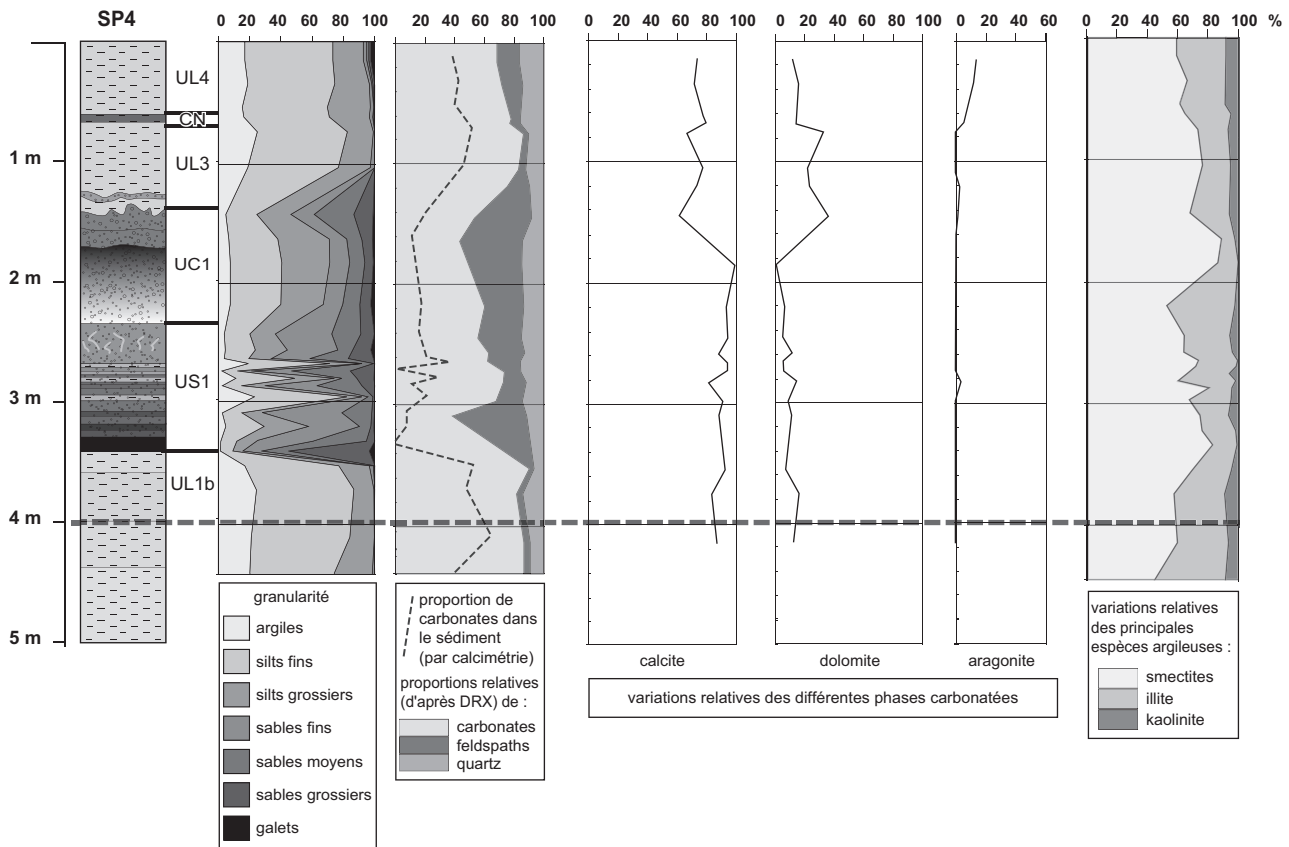 SP4
0 20 40 60 80 100
20 40 60 80 100
0 20 40 60 80 100
0 20 40 60 80 100
0 20 40 60
0 20 40 60 80 100 %
UL4
CN
1 m
UL3
UC1
2 m
US1
3 m
UL1b
4 m
5 m
granularité
argiles
silts fins
silts grossiers
sables fins
sables moyens
sables grossiers
galets
proportion de
carbonates dans
le sédiment
(par calcimétrie)
proportions relatives
(d'après DRX) de :
carbonates
feldspaths
quartz
calcite
dolomite
aragonite
variations relatives des différentes phases carbonatées
variations relatives
des principales
espèces argileuses :
smectites
illite
kaolinite